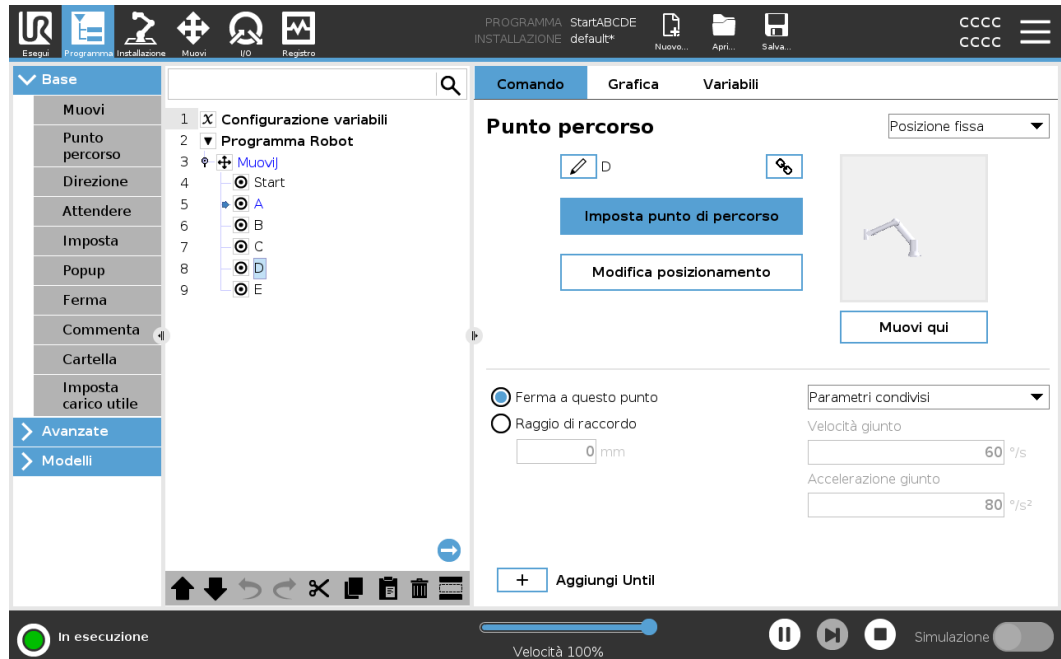 PROGRAMMA StartABCDE
INSTALLAZIONE default*
CCCC
CCCC
Esegui
Programma
Installazione
Muovi
I/O
Registro
Nuovo...
Apri...
Salva...
Base
Muovi
Punto
percorso
Direzione
Attendere
Imposta
Popup
Ferma
Commenta
Cartella
Imposta
carico utile
Avanzate
Modelli
1 X Configurazione variabili
2 Programma Robot
3 MuoviJ
4 Start
5 A
6 B
7 C
8 D
9 E
Comando
Grafica
Variabili
Punto percorso
Posizione fissa
D
Imposta punto di percorso
Modifica posizionamento
Muovi qui
Ferma a questo punto
Raggio di raccordo
0 mm
Parametri condivisi
Velocità giunto
60 °/s
Accelerazione giunto
80 °/s²
+ Aggiungi Until
In esecuzione
Velocità 100%
Simulazione